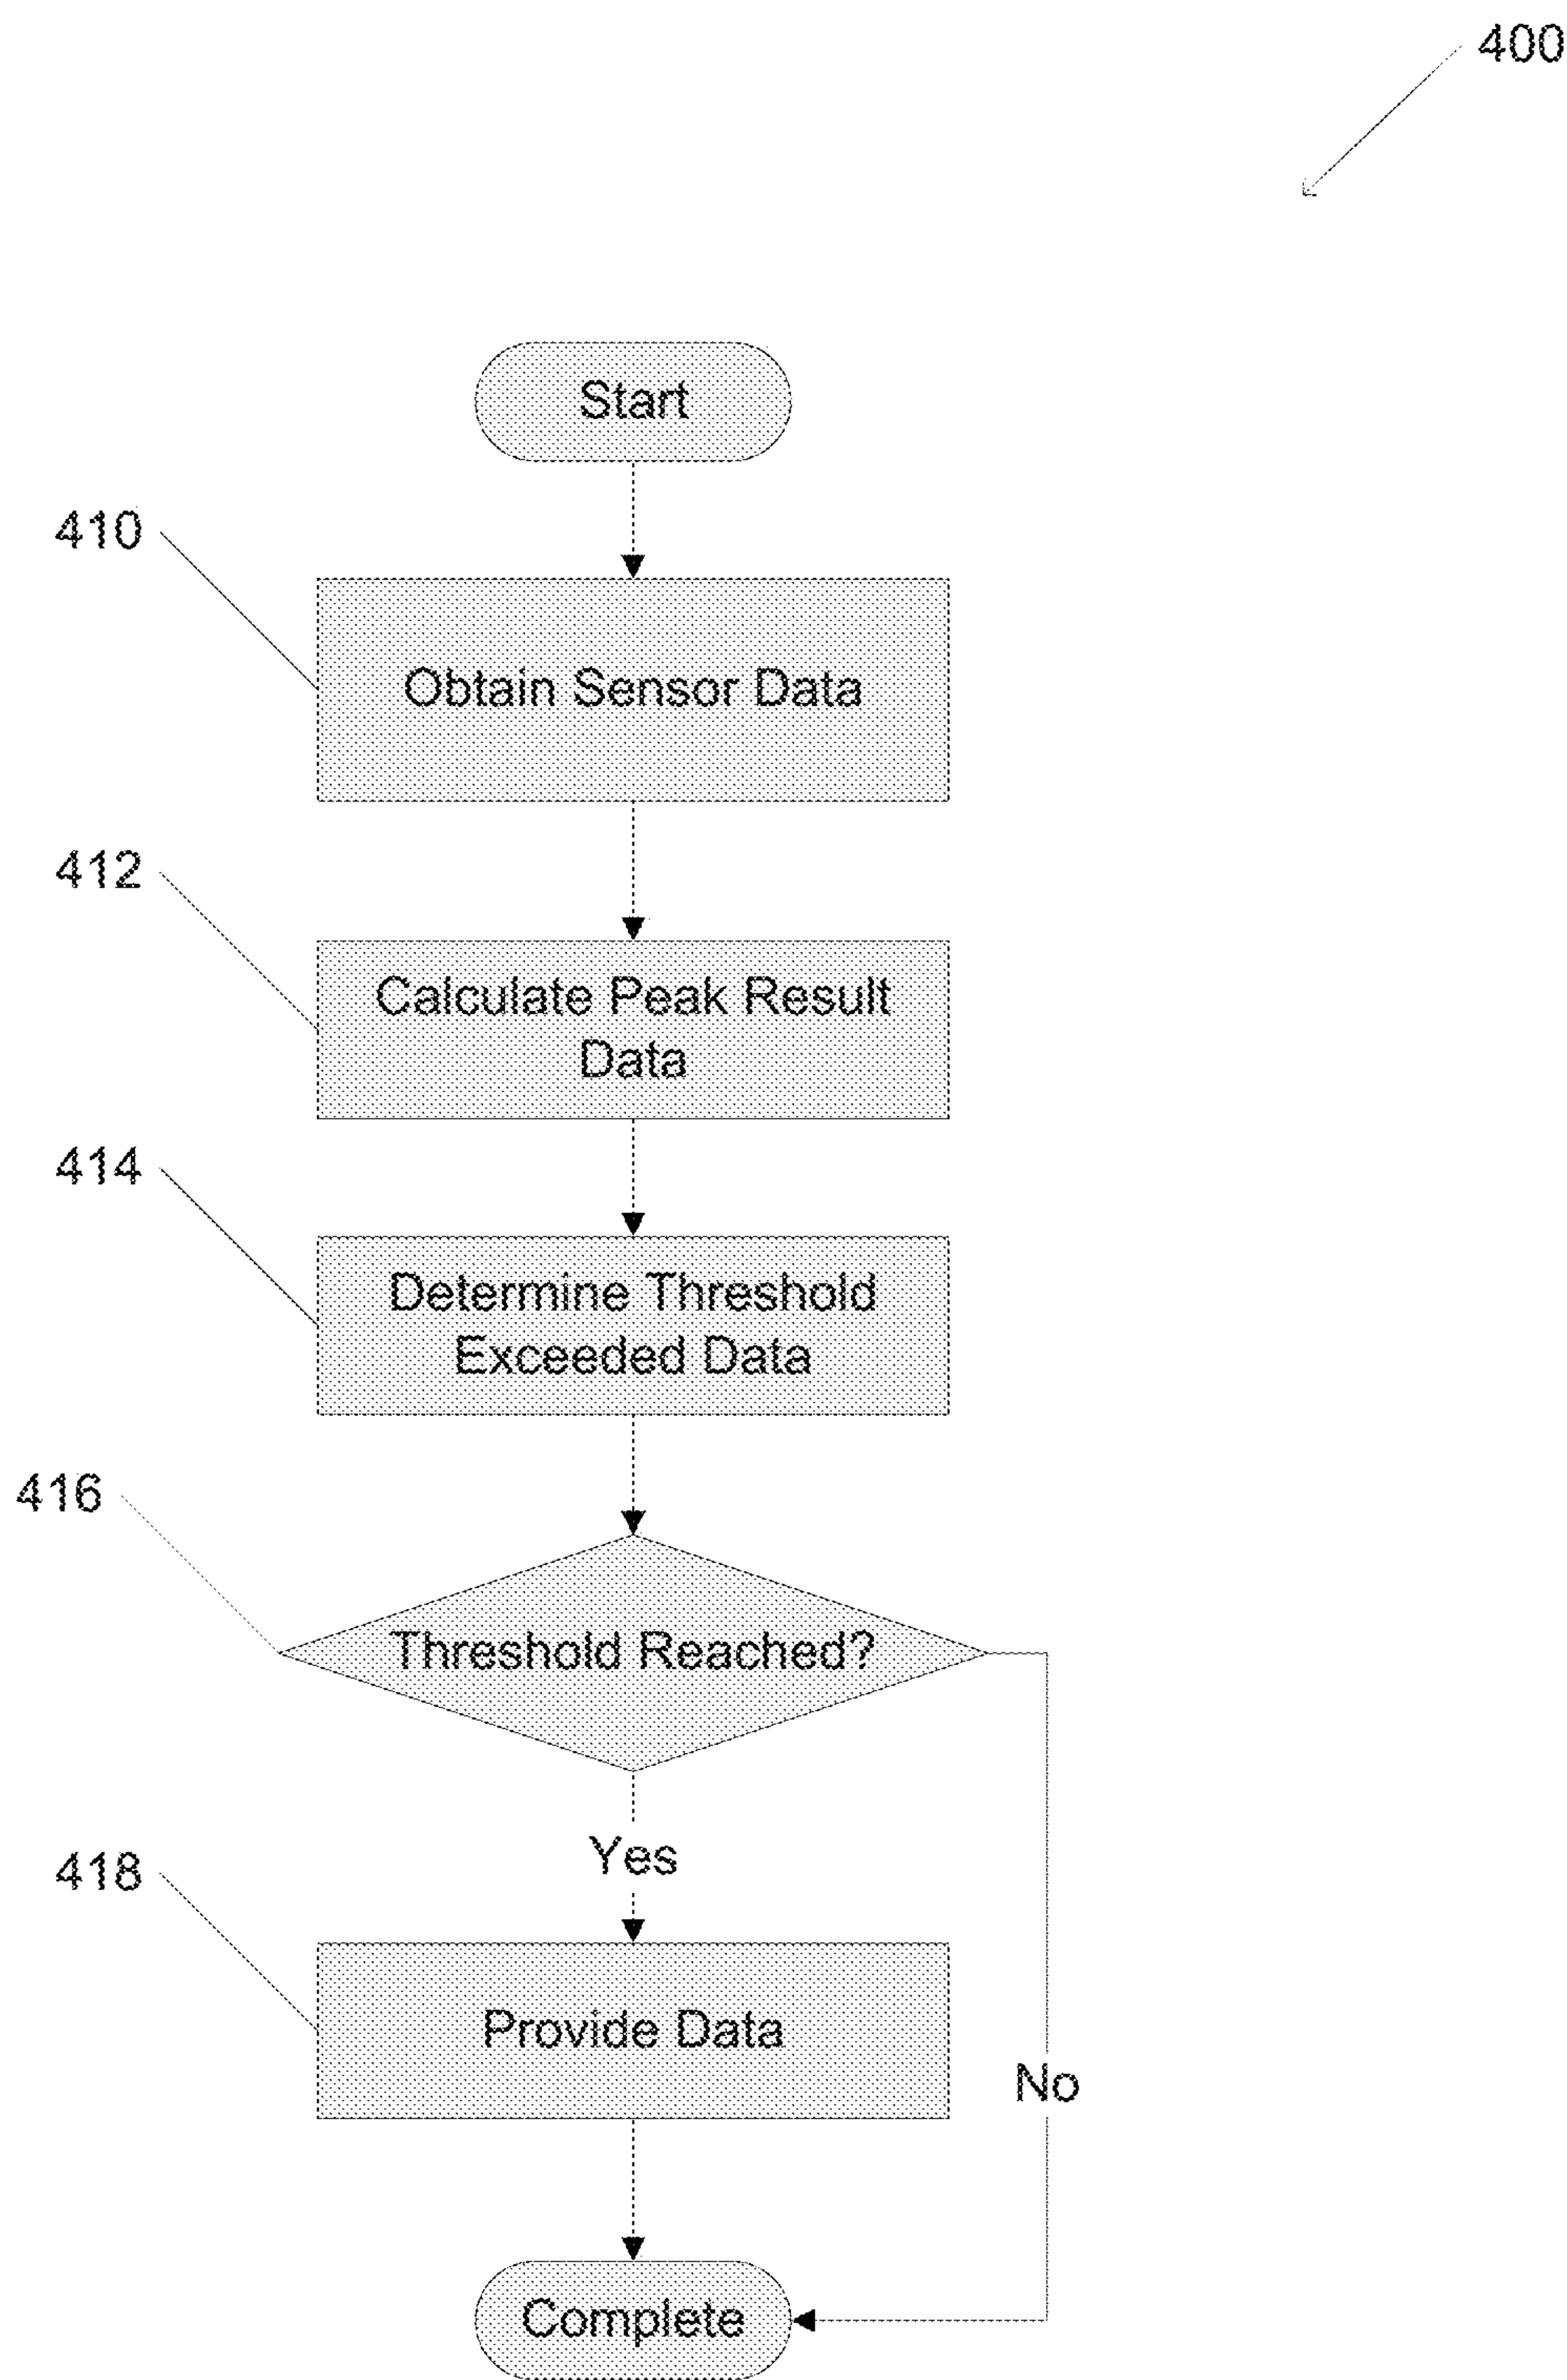 400
Start
410
Obtain Sensor Data
412
Calculate Peak Result
Data
414
Determine Threshold
Exceeded Data
416
Threshold Reached?
Yes
418
Provide Data
No
Complete